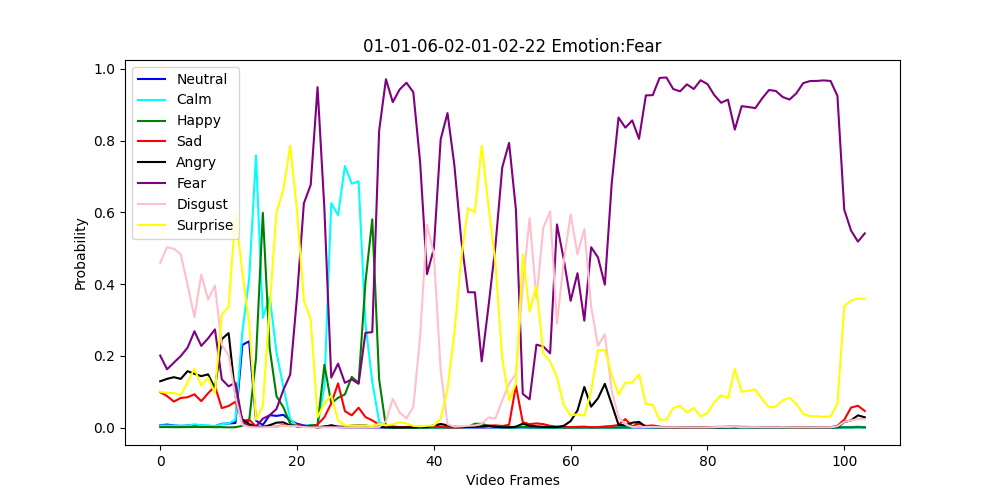 01-01-06-02-01-02-22 Emotion:Fear
1.0
0.8
0.6
0.4
0.2
0.0
Probability
Neutral
Calm
Happy
Sad
Angry
Fear
Disgust
Surprise
0 20 40 60 80 100
Video Frames